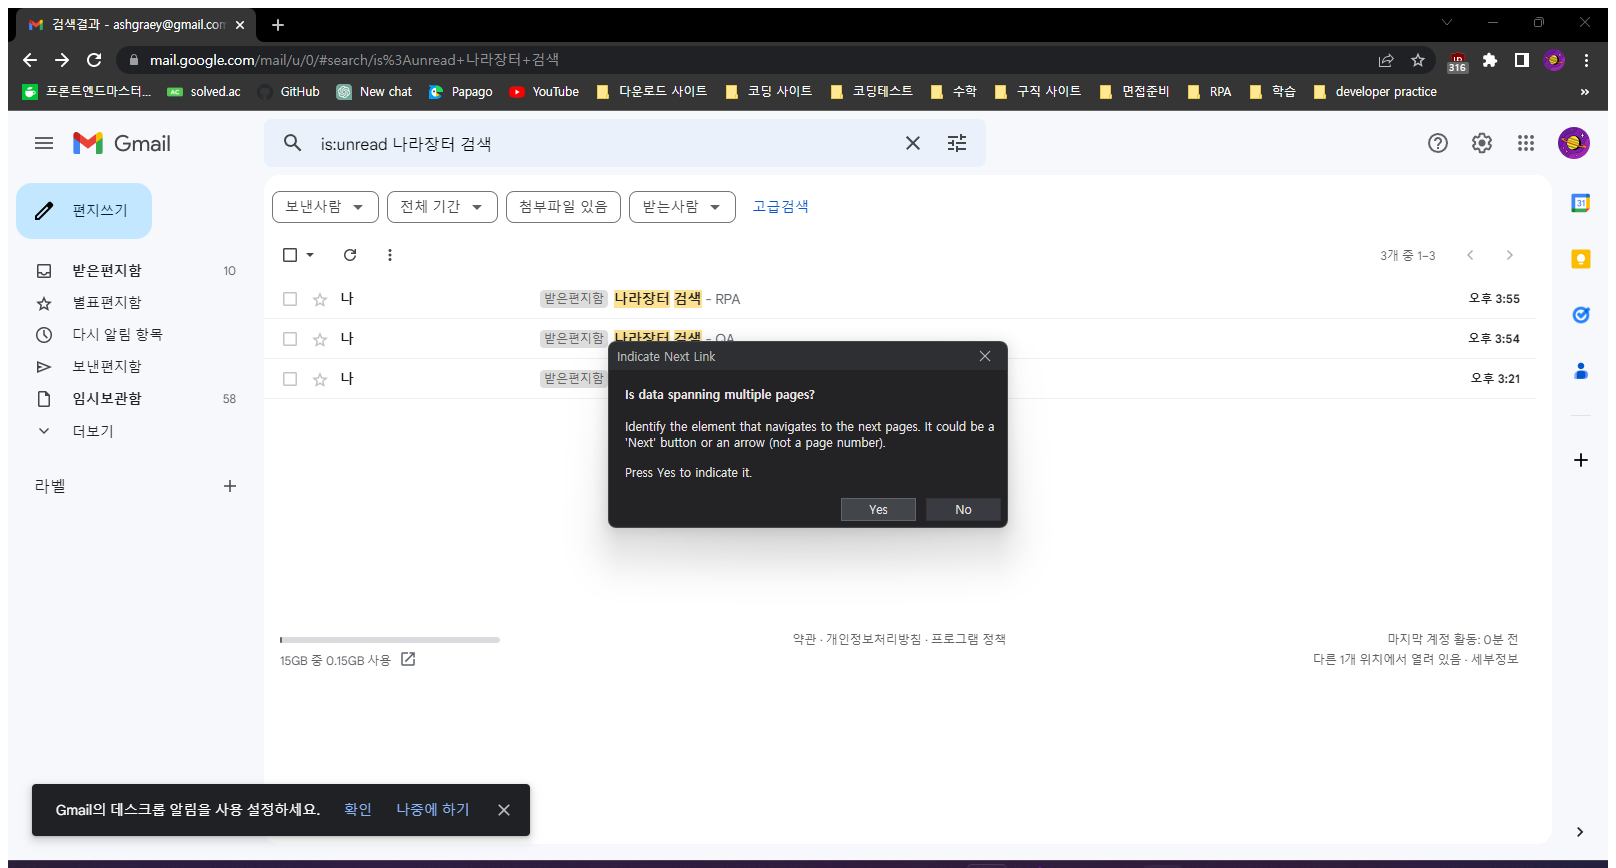 검색결과 - ashgraey@gmail.com
mail.google.com/mail/u/0/#search/is%3Aunread+나라장터+검색
316
프론트엔드마스터...
solved.ac
GitHub
New chat
Papago
YouTube
다운로드 사이트
코딩 사이트
코딩테스트
수학
구직 사이트
면접준비
RPA
학습
developer practice
»
Gmail
is:unread 나라장터 검색
편지쓰기
보낸사람
전체 기간
첨부파일 있음
받는사람
고급검색
받은편지함 10
별표편지함
다시 알림 항목
보낸편지함
임시보관함 58
더보기
라벨
3개 중 1–3
나 받은편지함 나라장터 검색 - RPA 오후 3:55
나 받은편지함 나라장터 검색 - QA 오후 3:54
나 받은편지함 오후 3:21
Indicate Next Link
Is data spanning multiple pages?
Identify the element that navigates to the next pages. It could be a
'Next' button or an arrow (not a page number).
Press Yes to indicate it.
Yes
No
31
15GB 중 0.15GB 사용
약관 · 개인정보처리방침 · 프로그램 정책
마지막 계정 활동: 0분 전
다른 1개 위치에서 열려 있음 · 세부정보
Gmail의 데스크톱 알림을 사용 설정하세요. 확인 나중에 하기